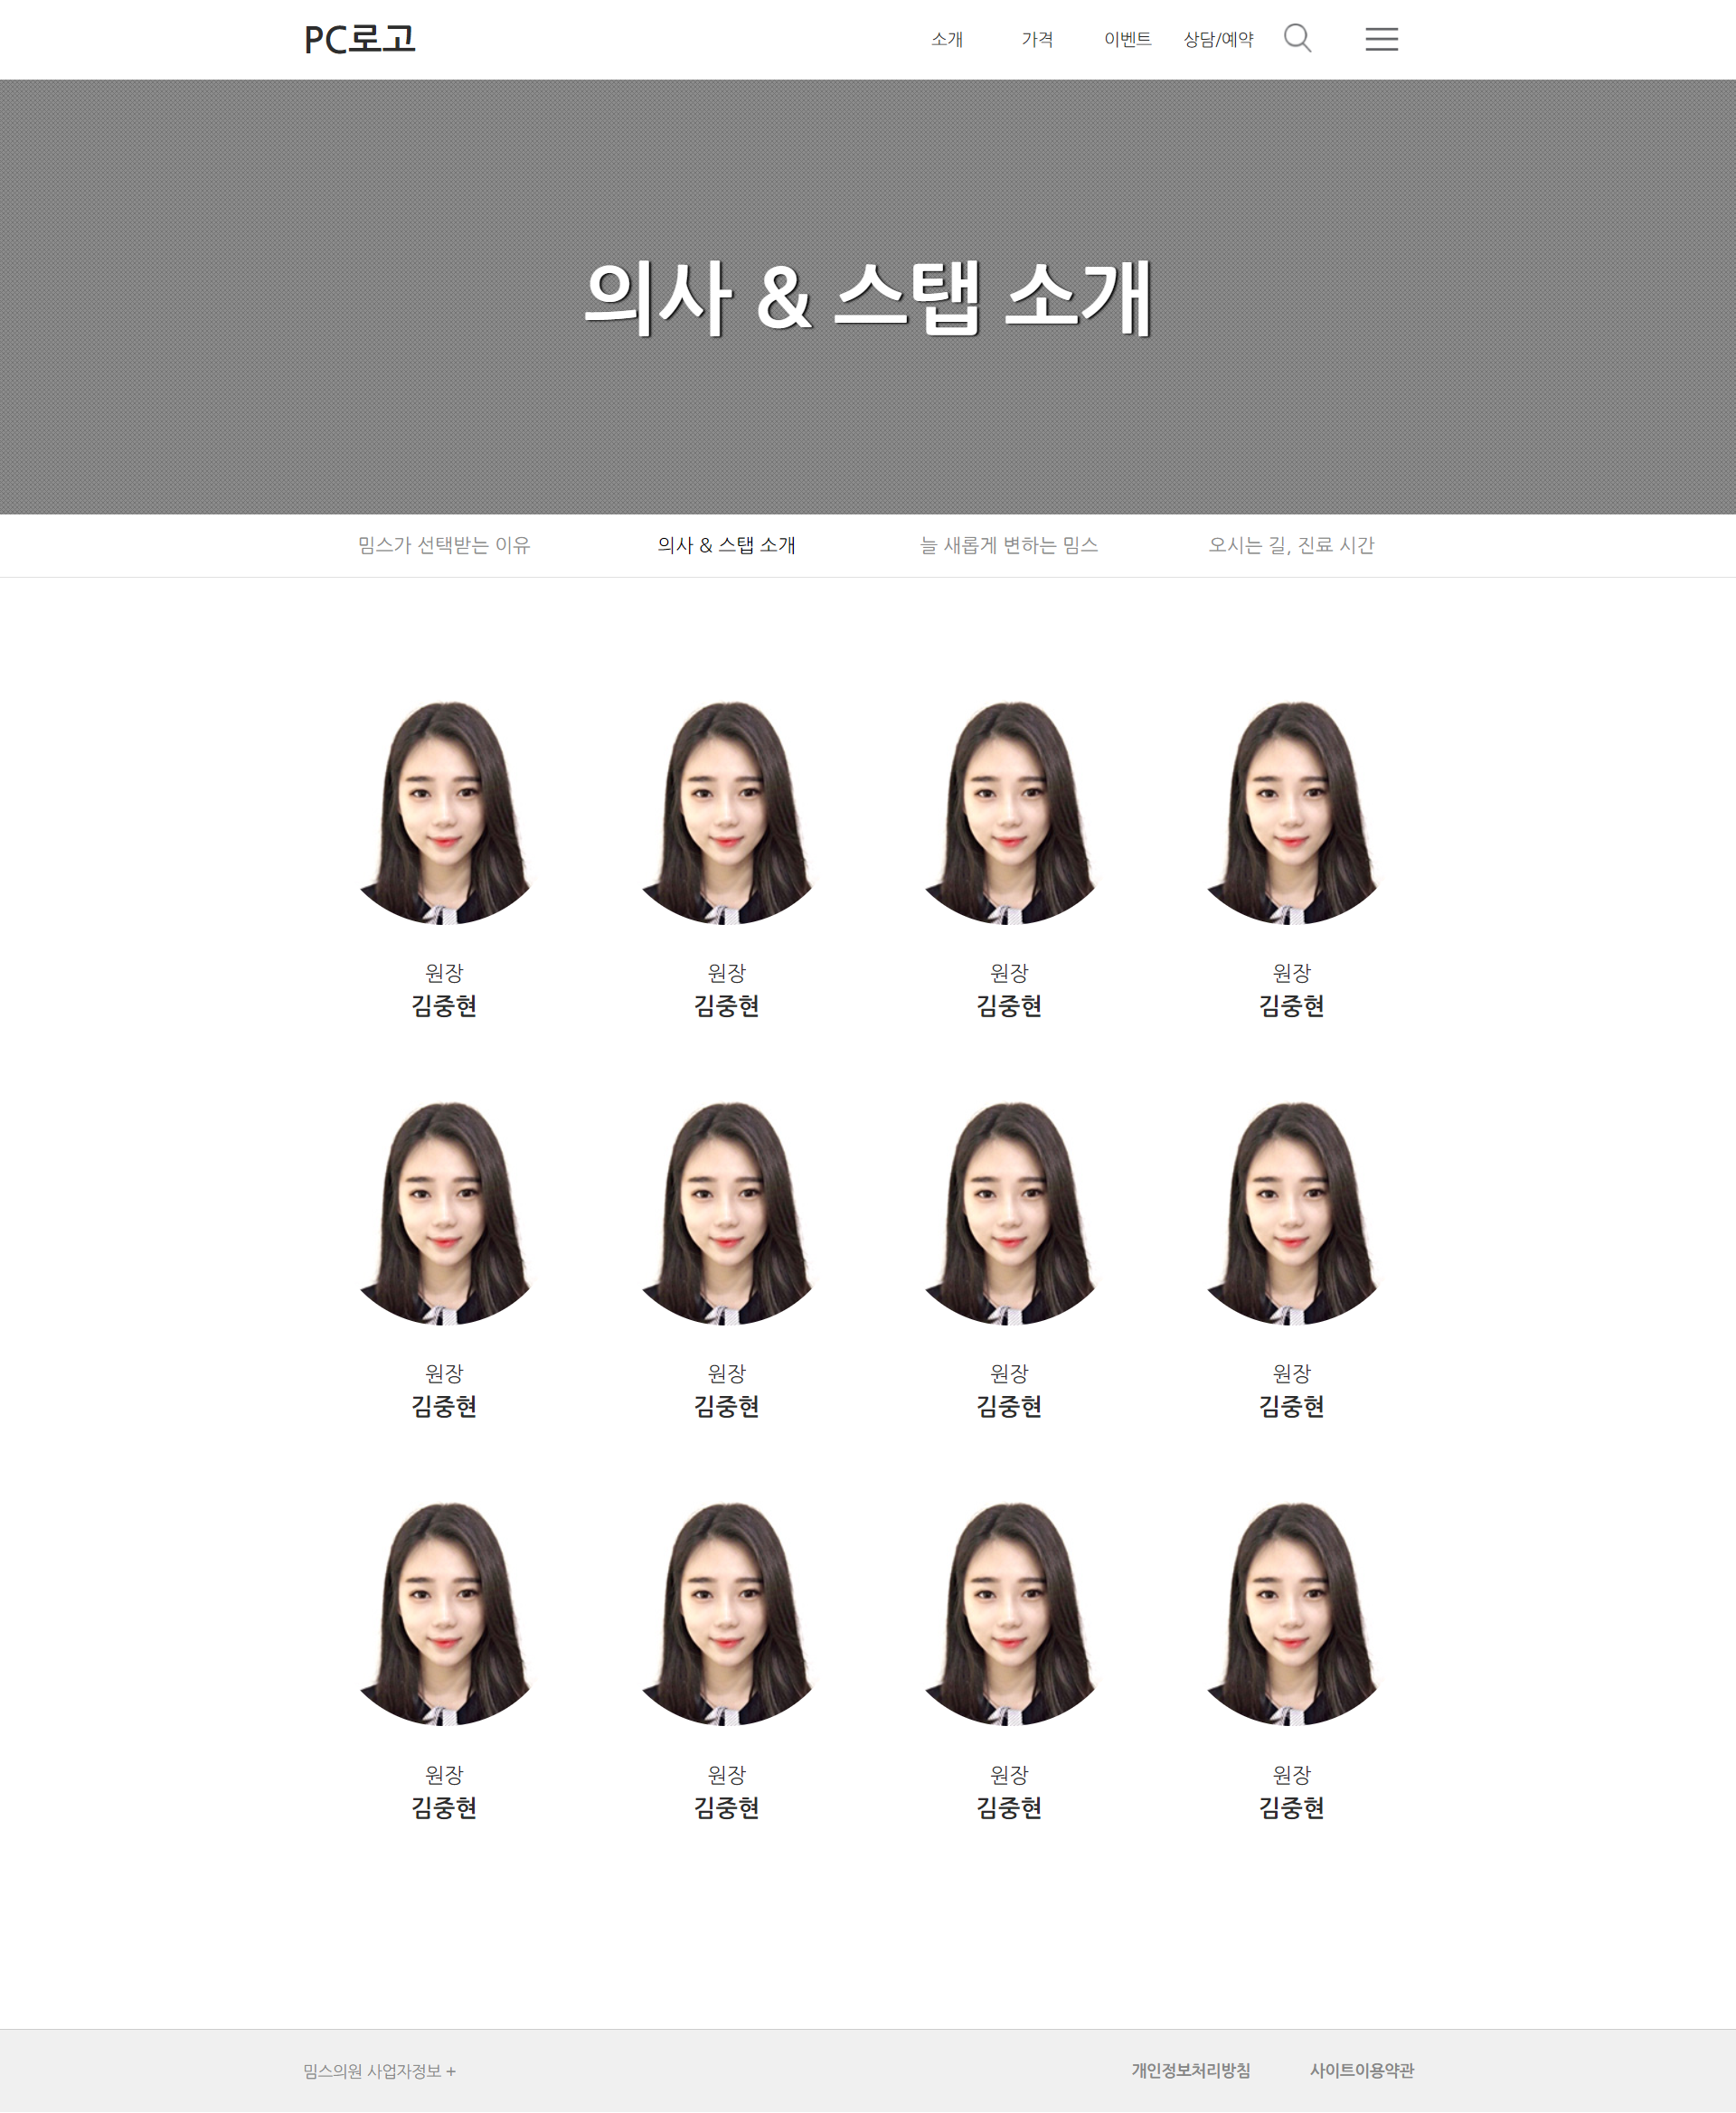 PC로고
소개 가격 이벤트 상담/예약
의사 & 스탭 소개
밈스가 선택받는 이유 의사 & 스탭 소개 늘 새롭게 변하는 밈스 오시는 길, 진료 시간
원장 원장 원장 원장
김중현 김중현 김중현 김중현
원장 원장 원장 원장
김중현 김중현 김중현 김중현
원장 원장 원장 원장
김중현 김중현 김중현 김중현
밈스의원 사업자정보 + 개인정보처리방침 사이트이용약관